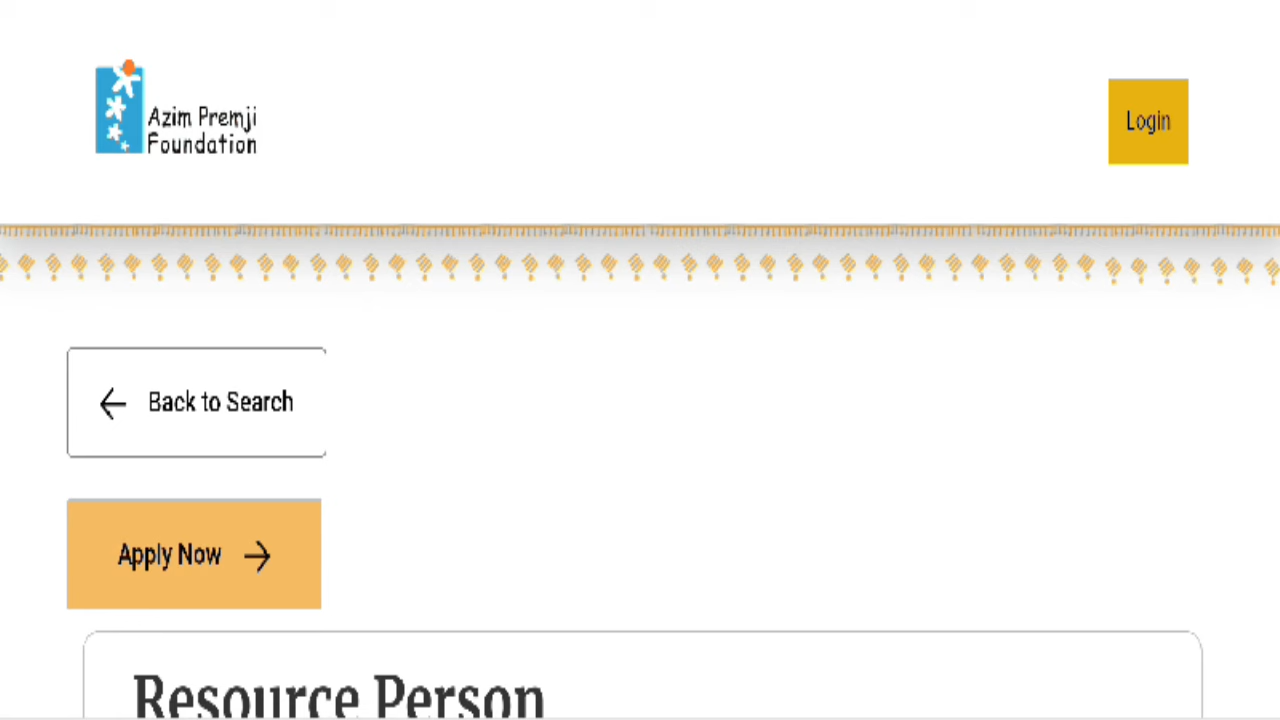 Azim Premji
Foundation
Login
Back to Search
Apply Now
Resource Person